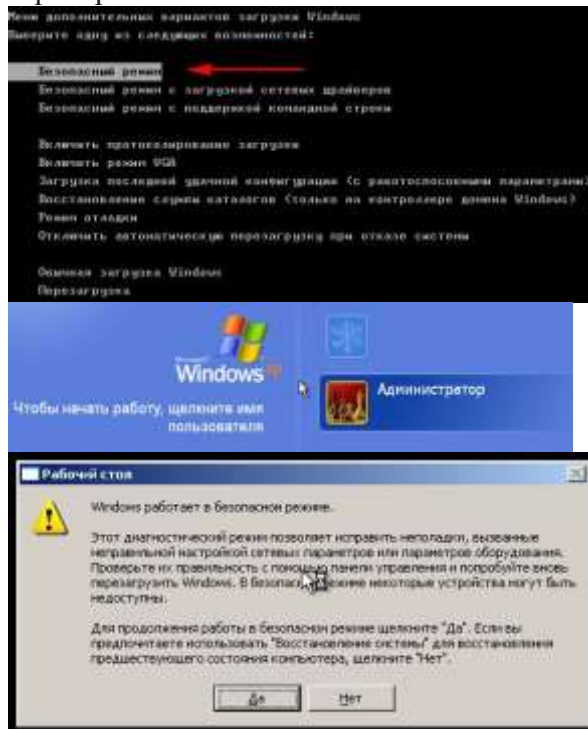 Меню дополнительных вариантов загрузки Windows
Выберите одну из следующих возможностей:
Безопасный режим
Безопасный режим с загрузкой сетевых драйверов
Безопасный режим с поддержкой командной строки
Включить протоколирование загрузки
Включить режим VGA
Загрузка последней удачной конфигурации (с работоспособными параметрами)
Восстановление службы каталогов (только на контроллере домена Windows)
Режим отладки
Отключить автоматическую перезагрузку при отказе системы
Обычная загрузка Windows
Перезагрузка
Windows xp
Чтобы начать работу, щелкните имя
пользователя
Администратор
Рабочий стол
Windows работает в безопасном режиме.
Этот диагностический режим позволяет исправить неполадки, вызванные
неправильной настройкой сетевых параметров или параметров оборудования.
Проверьте их правильность с помощью панели управления и попробуйте вновь
перезагрузить Windows. В безопасном режиме некоторые устройства могут быть
недоступны.
Для продолжения работы в безопасном режиме щелкните "Да". Если вы
предпочитаете использовать "Восстановление системы" для восстановления
предшествующего состояния компьютера, щелкните "Нет".
Да
Нет